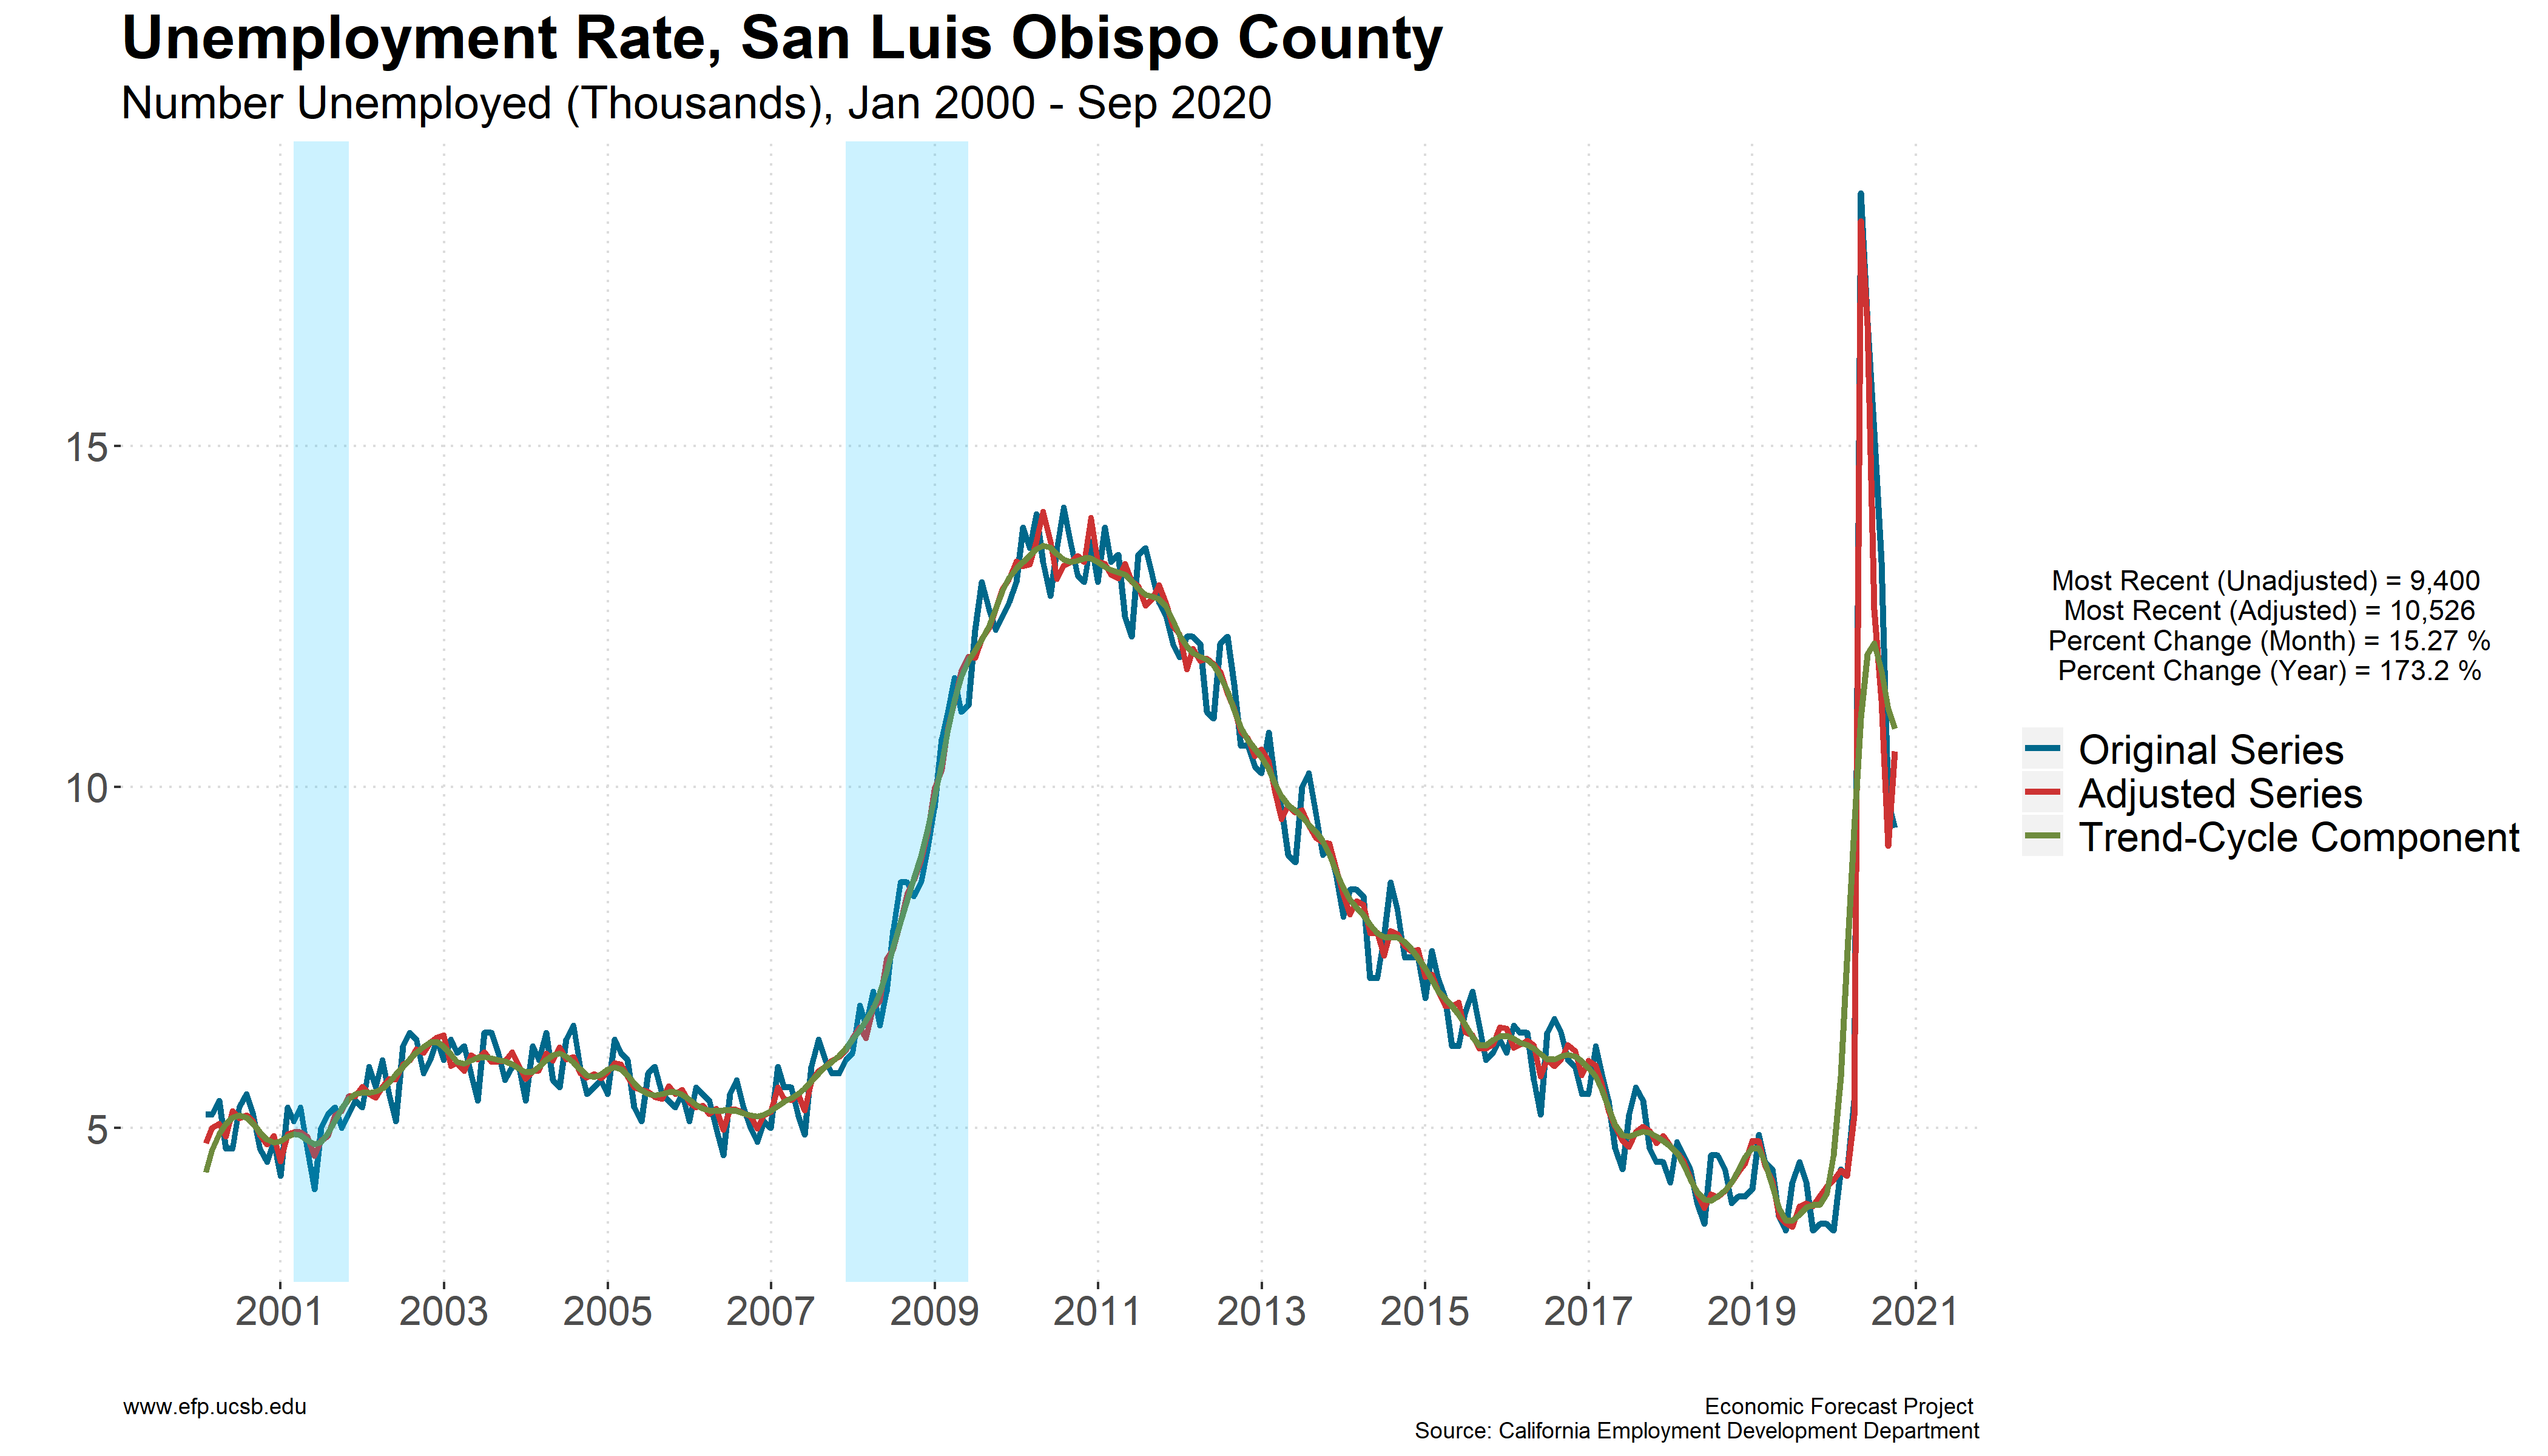 Unemployment Rate, San Luis Obispo County
Number Unemployed (Thousands), Jan 2000 - Sep 2020
15
10
5
2001 2003 2005 2007 2009 2011 2013 2015 2017 2019 2021
Most Recent (Unadjusted) = 9,400
Most Recent (Adjusted) = 10,526
Percent Change (Month) = 15.27 %
Percent Change (Year) = 173.2 %
Original Series
Adjusted Series
Trend-Cycle Component
www.efp.ucsb.edu
Economic Forecast Project
Source: California Employment Development Department